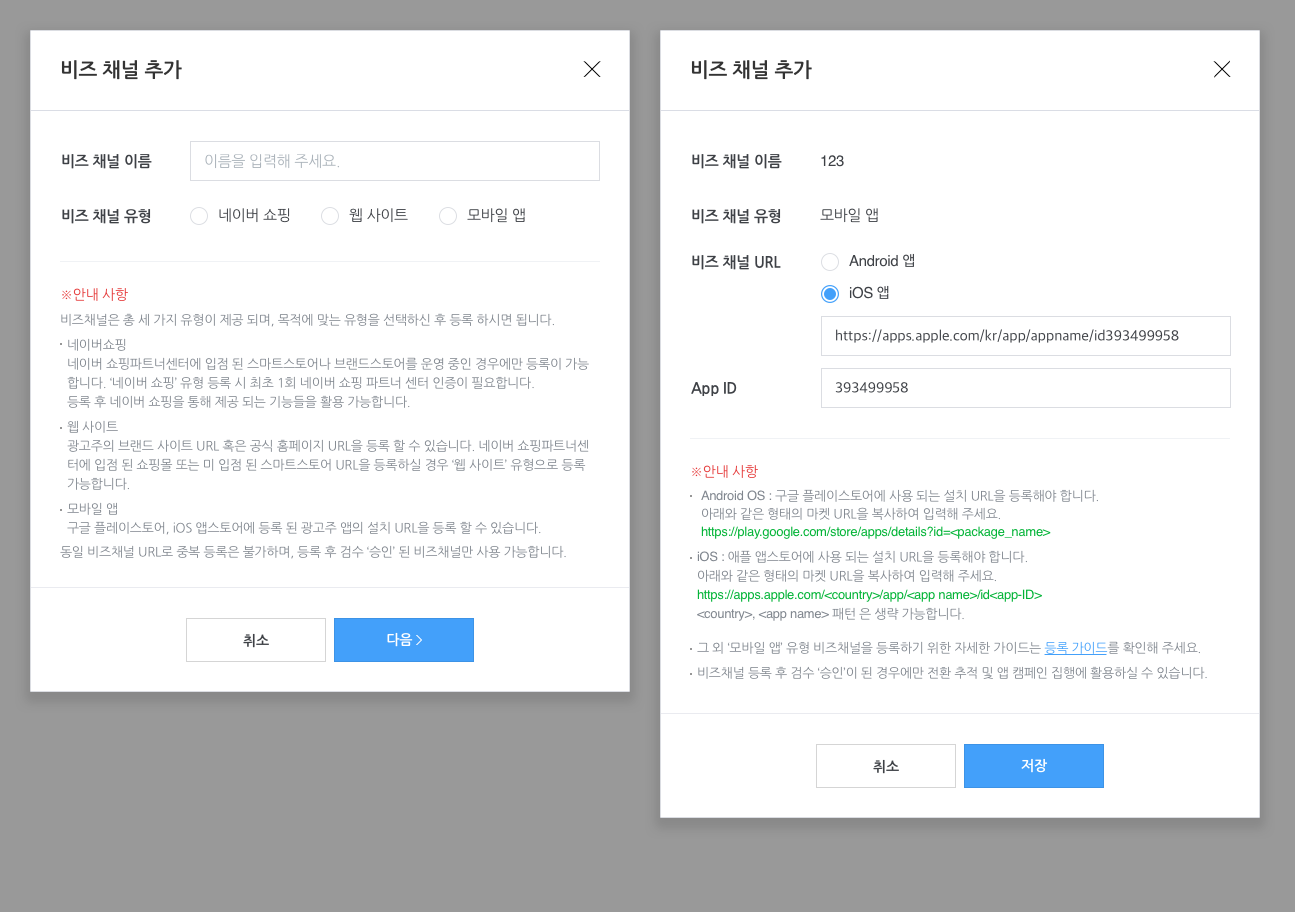 비즈 채널 추가
비즈 채널 이름
이름을 입력해 주세요.
비즈 채널 유형
네이버 쇼핑
웹 사이트
모바일 앱
※안내 사항
비즈채널은 총 세 가지 유형이 제공 되며, 목적에 맞는 유형을 선택하신 후 등록 하시면 됩니다.
· 네이버쇼핑
네이버 쇼핑파트너센터에 입점 된 스마트스토어나 브랜드스토어를 운영 중인 경우에만 등록이 가능
합니다. ‘네이버 쇼핑’ 유형 등록 시 최초 1회 네이버 쇼핑 파트너 센터 인증이 필요합니다.
등록 후 네이버 쇼핑을 통해 제공 되는 기능들을 활용 가능합니다.
· 웹 사이트
광고주의 브랜드 사이트 URL 혹은 공식 홈페이지 URL을 등록 할 수 있습니다. 네이버 쇼핑파트너센
터에 입점 된 쇼핑몰 또는 미 입점 된 스마트스토어 URL을 등록하실 경우 ‘웹 사이트’ 유형으로 등록
가능합니다.
· 모바일 앱
구글 플레이스토어, iOS 앱스토어에 등록 된 광고주 앱의 설치 URL을 등록 할 수 있습니다.
동일 비즈채널 URL로 중복 등록은 불가하며, 등록 후 검수 ‘승인’ 된 비즈채널만 사용 가능합니다.
취소
다음 >
비즈 채널 추가
비즈 채널 이름
123
비즈 채널 유형
모바일 앱
비즈 채널 URL
Android 앱
iOS 앱
https://apps.apple.com/kr/app/appname/id393499958
App ID
393499958
※안내 사항
· Android OS : 구글 플레이스토어에 사용 되는 설치 URL을 등록해야 합니다.
아래와 같은 형태의 마켓 URL을 복사하여 입력해 주세요.
https://play.google.com/store/apps/details?id=<package_name>
· iOS : 애플 앱스토어에 사용 되는 설치 URL을 등록해야 합니다.
아래와 같은 형태의 마켓 URL을 복사하여 입력해 주세요.
https://apps.apple.com/<country>/app/<app name>/id<app-ID>
<country>, <app name> 패턴 은 생략 가능합니다.
· 그 외 ‘모바일 앱’ 유형 비즈채널을 등록하기 위한 자세한 가이드는 등록 가이드를 확인해 주세요.
· 비즈채널 등록 후 검수 ‘승인’이 된 경우에만 전환 추적 및 앱 캠페인 집행에 활용하실 수 있습니다.
취소
저장